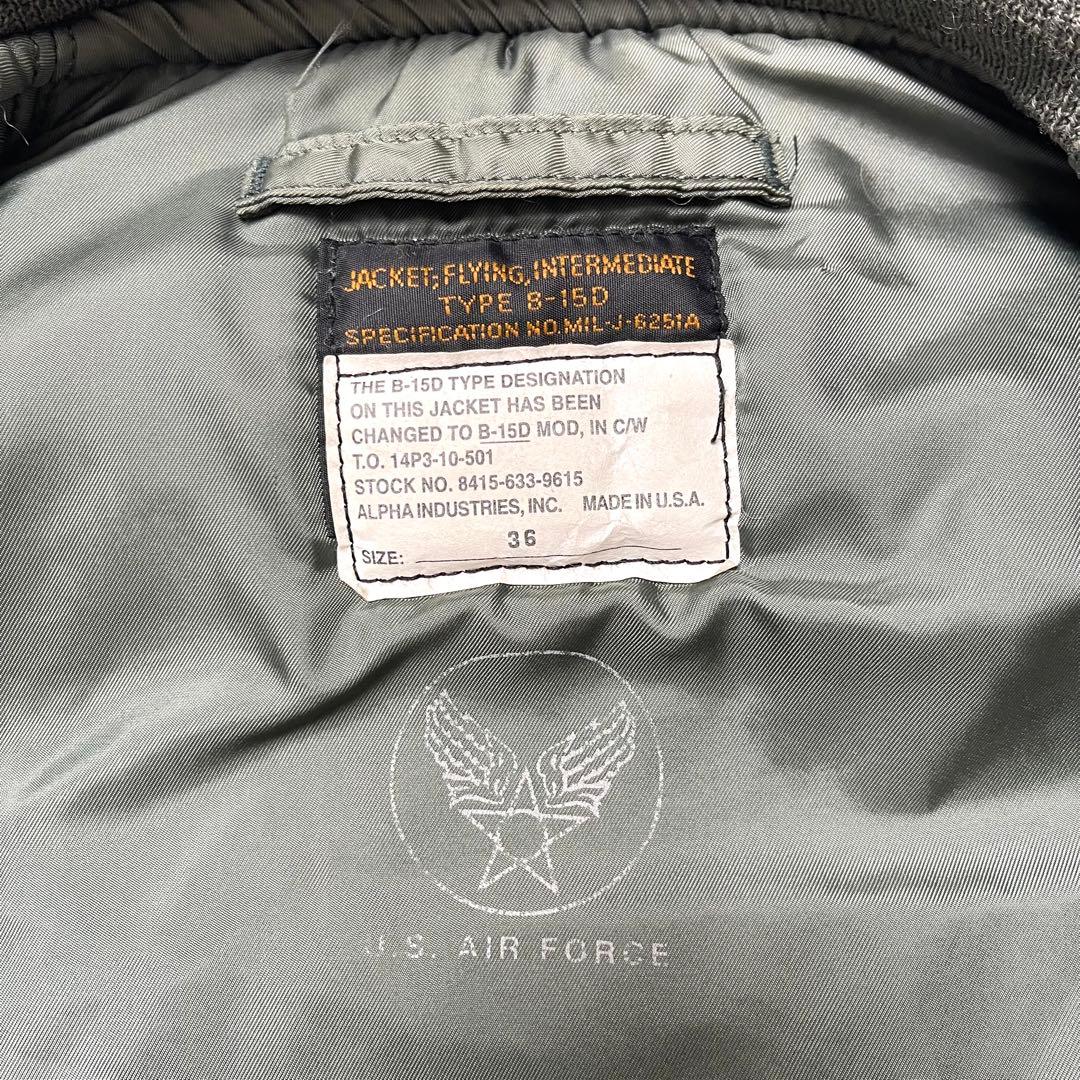 JACKET; FLYING, INTERMEDIATE
TYPE B-15D
SPECIFICATION NO. MIL-J-6251A
THE B-15D TYPE DESIGNATION
ON THIS JACKET HAS BEEN
CHANGED TO B-15D MOD, IN C/W
T.O. 14P3-10-501
STOCK NO. 8415-633-9615
ALPHA INDUSTRIES, INC. MADE IN U.S.A.
36
SIZE:
U.S. AIR FORCE